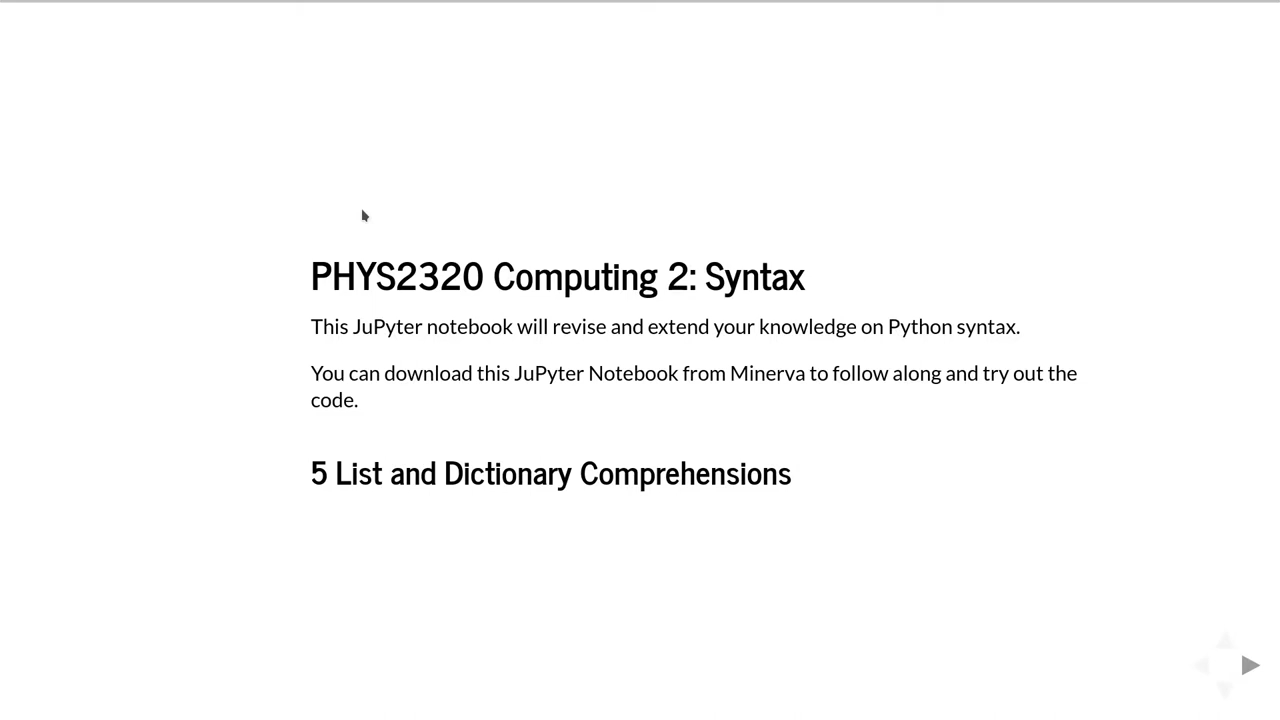 PHYS2320 Computing 2: Syntax
This JuPyter notebook will revise and extend your knowledge on Python syntax.
You can download this JuPyter Notebook from Minerva to follow along and try out the
code.
5 List and Dictionary Comprehensions